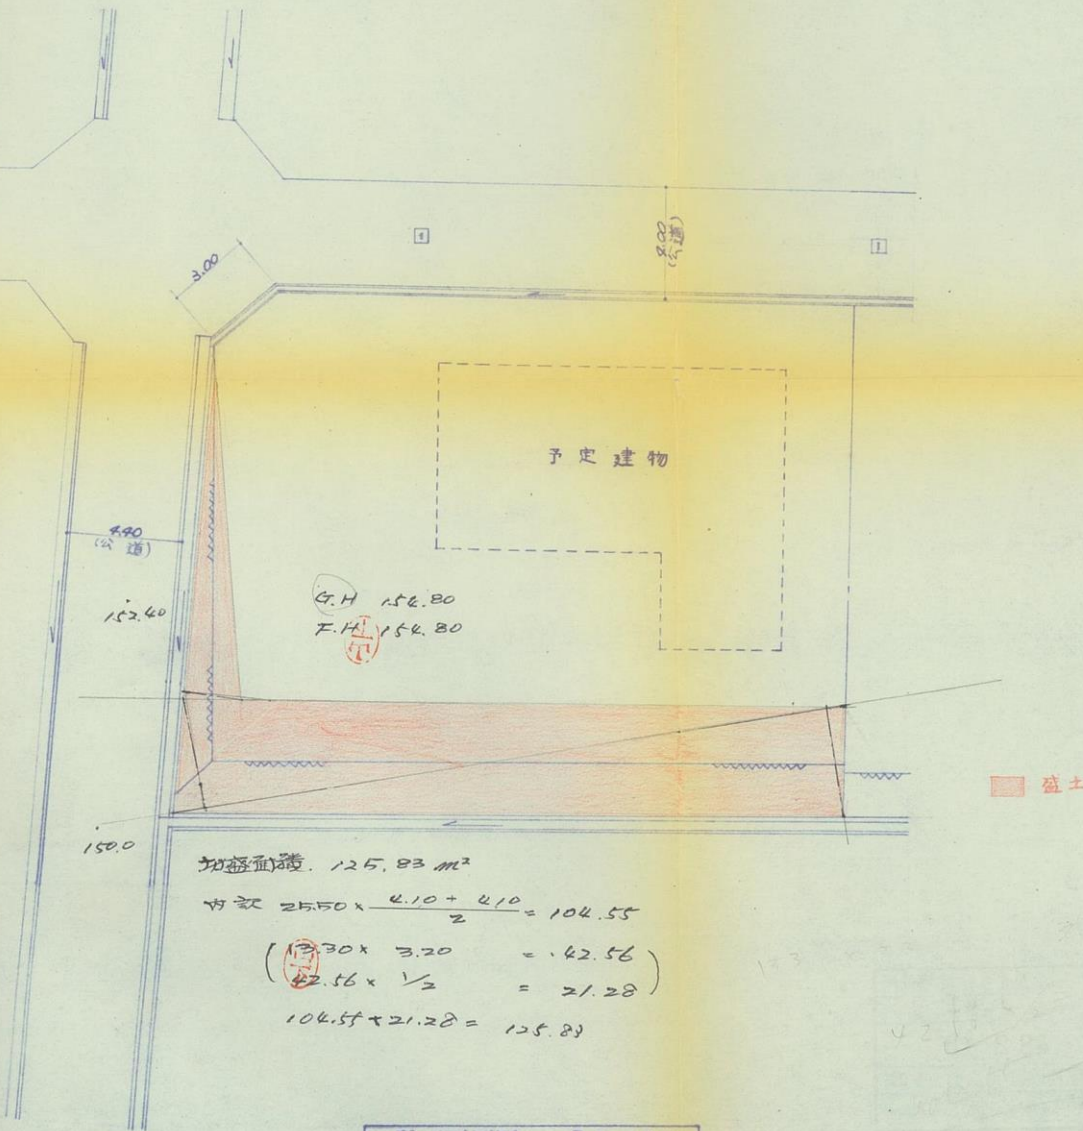 3.00
8.00
(公道)
予定建物
4.40
(公道)
152.40
G.H 154.80
F.H 154.80
盛土
150.0
切盛面積. 125.83 m²
内訳 25.50 × (4.10 + 4.10)/2 = 104.55
(13.30 × 3.20 = 42.56
42.56 × 1/2 = 21.28)
104.55 + 21.28 = 125.83